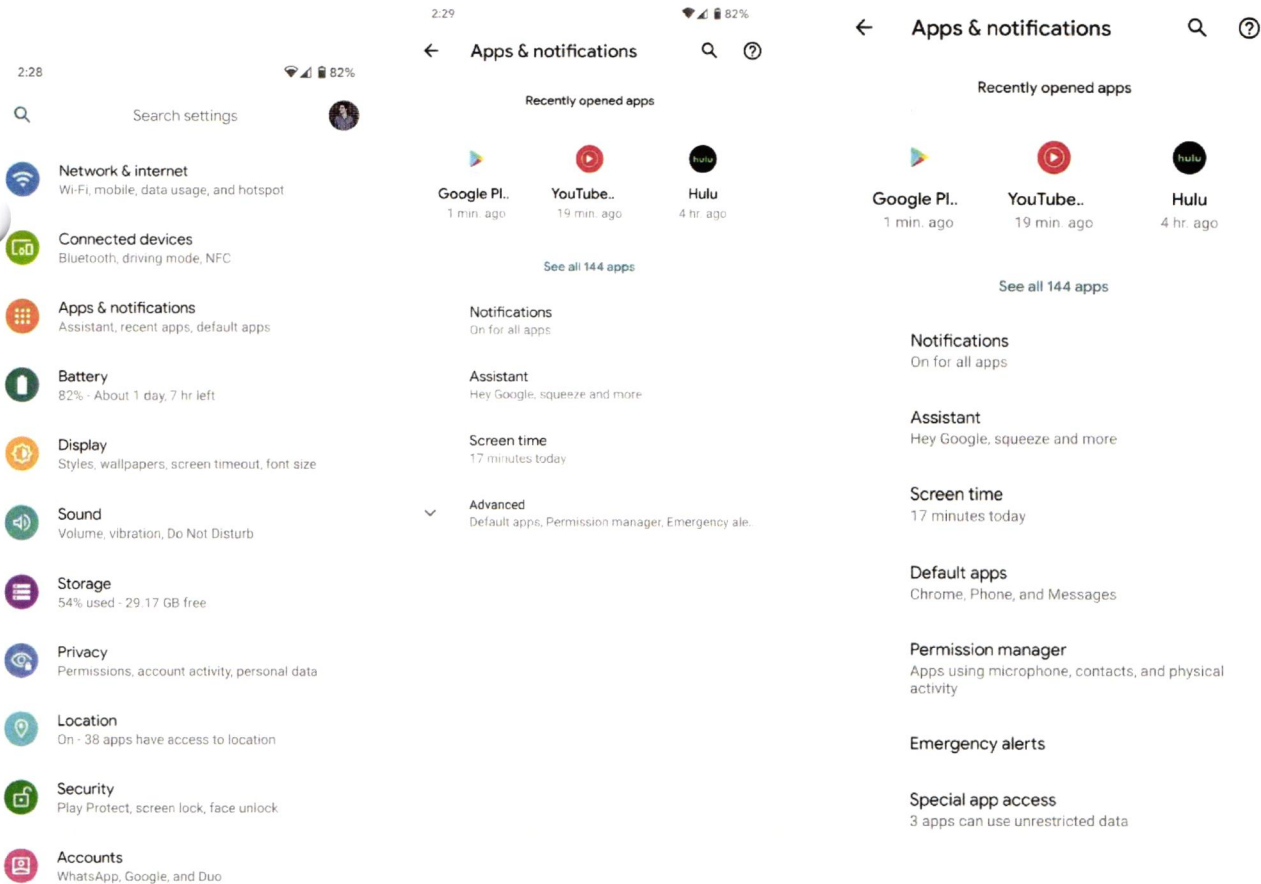 2:28
82%
Search settings
Network & internet
Wi-Fi, mobile, data usage, and hotspot
Connected devices
Bluetooth, driving mode, NFC
Apps & notifications
Assistant, recent apps, default apps
Battery
82% - About 1 day, 7 hr left
Display
Styles, wallpapers, screen timeout, font size
Sound
Volume, vibration, Do Not Disturb
Storage
54% used - 29.17 GB free
Privacy
Permissions, account activity, personal data
Location
On - 38 apps have access to location
Security
Play Protect, screen lock, face unlock
Accounts
WhatsApp, Google, and Duo
2:29
82%
Apps & notifications
Recently opened apps
hulu
Google Pl.. YouTube.. Hulu
1 min. ago 19 min. ago 4 hr. ago
See all 144 apps
Notifications
On for all apps
Assistant
Hey Google, squeeze and more
Screen time
17 minutes today
Advanced
Default apps, Permission manager, Emergency ale..
Apps & notifications
Recently opened apps
hulu
Google Pl.. YouTube.. Hulu
1 min. ago 19 min. ago 4 hr. ago
See all 144 apps
Notifications
On for all apps
Assistant
Hey Google, squeeze and more
Screen time
17 minutes today
Default apps
Chrome, Phone, and Messages
Permission manager
Apps using microphone, contacts, and physical
activity
Emergency alerts
Special app access
3 apps can use unrestricted data